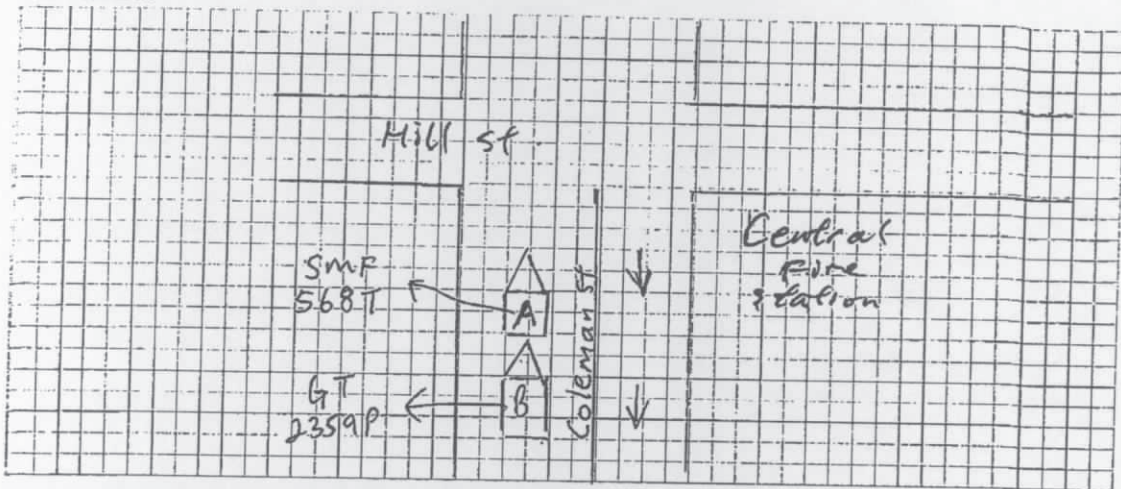 Hill st
Central
Fire
station
SMF
568T
A
Coleman st
GT
2359P
B